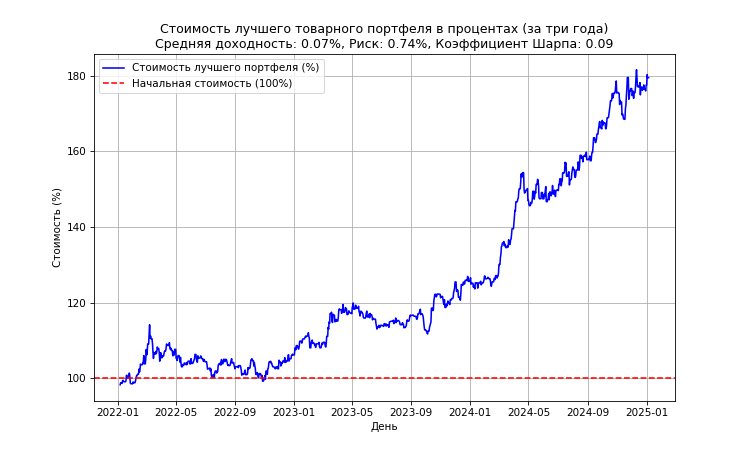 Стоимость лучшего товарного портфеля в процентах (за три года)
Средняя доходность: 0.07%, Риск: 0.74%, Коэффициент Шарпа: 0.09
Стоимость лучшего портфеля (%)
Начальная стоимость (100%)
Стоимость (%)
180
160
140
120
100
2022-01 2022-05 2022-09 2023-01 2023-05 2023-09 2024-01 2024-05 2024-09 2025-01
День